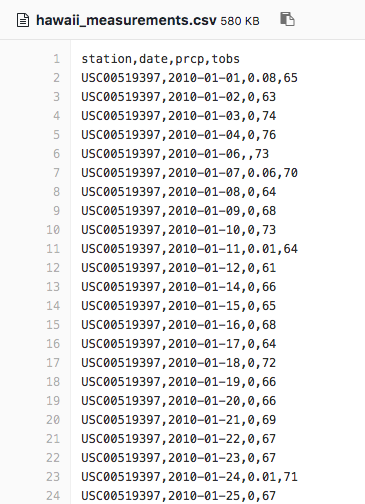 hawaii_measurements.csv 580 KB
1 station,date,prcp,tobs
2 USC00519397,2010-01-01,0.08,65
3 USC00519397,2010-01-02,0,63
4 USC00519397,2010-01-03,0,74
5 USC00519397,2010-01-04,0,76
6 USC00519397,2010-01-06,,73
7 USC00519397,2010-01-07,0.06,70
8 USC00519397,2010-01-08,0,64
9 USC00519397,2010-01-09,0,68
10 USC00519397,2010-01-10,0,73
11 USC00519397,2010-01-11,0.01,64
12 USC00519397,2010-01-12,0,61
13 USC00519397,2010-01-14,0,66
14 USC00519397,2010-01-15,0,65
15 USC00519397,2010-01-16,0,68
16 USC00519397,2010-01-17,0,64
17 USC00519397,2010-01-18,0,72
18 USC00519397,2010-01-19,0,66
19 USC00519397,2010-01-20,0,66
20 USC00519397,2010-01-21,0,69
21 USC00519397,2010-01-22,0,67
22 USC00519397,2010-01-23,0,67
23 USC00519397,2010-01-24,0.01,71
24 USC00519397,2010-01-25,0,67